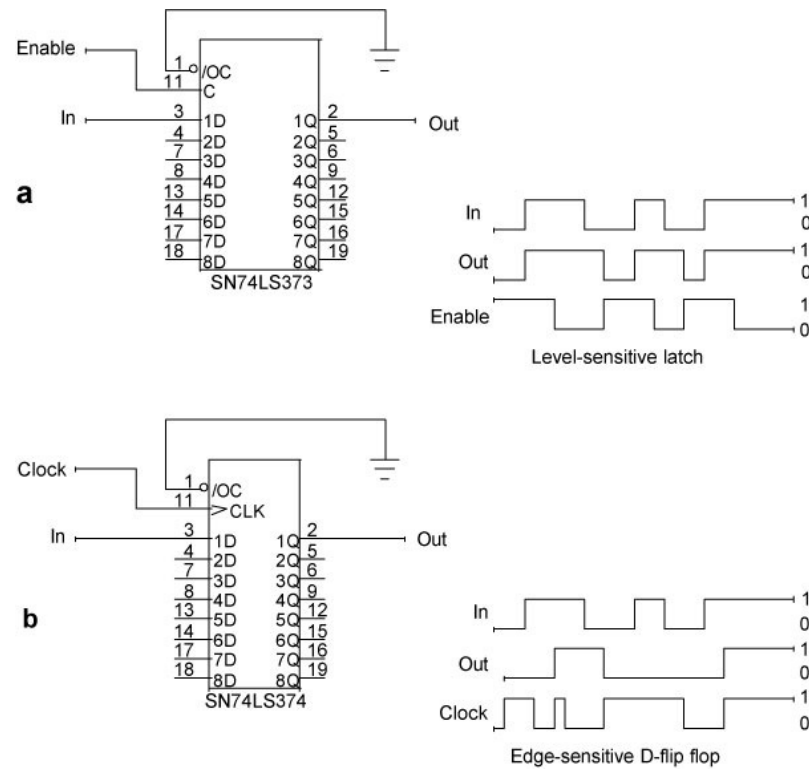 Enable
1
/OC
11
C
In 3 1D 1Q 2 Out
4 2D 2Q 5
7 3D 3Q 6
8 4D 4Q 9
13 5D 5Q 12
14 6D 6Q 15
17 7D 7Q 16
18 8D 8Q 19
SN74LS373
a
In 1 0
Out 1 0
Enable 1 0
Level-sensitive latch
Clock
1
/OC
11
CLK
In 3 1D 1Q 2 Out
4 2D 2Q 5
7 3D 3Q 6
8 4D 4Q 9
13 5D 5Q 12
14 6D 6Q 15
17 7D 7Q 16
18 8D 8Q 19
SN74LS374
b
In 1 0
Out 1 0
Clock 1 0
Edge-sensitive D-flip flop